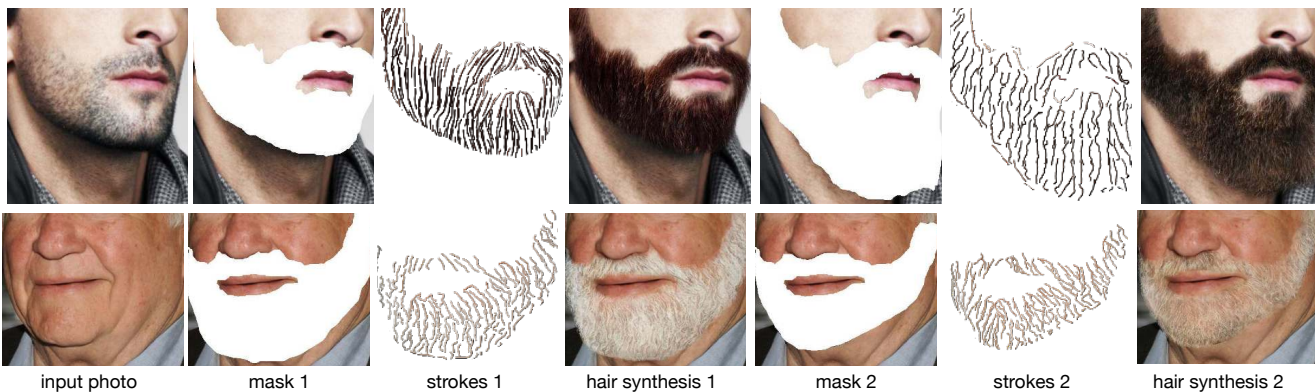 input photo mask 1 strokes 1 hair synthesis 1 mask 2 strokes 2 hair synthesis 2